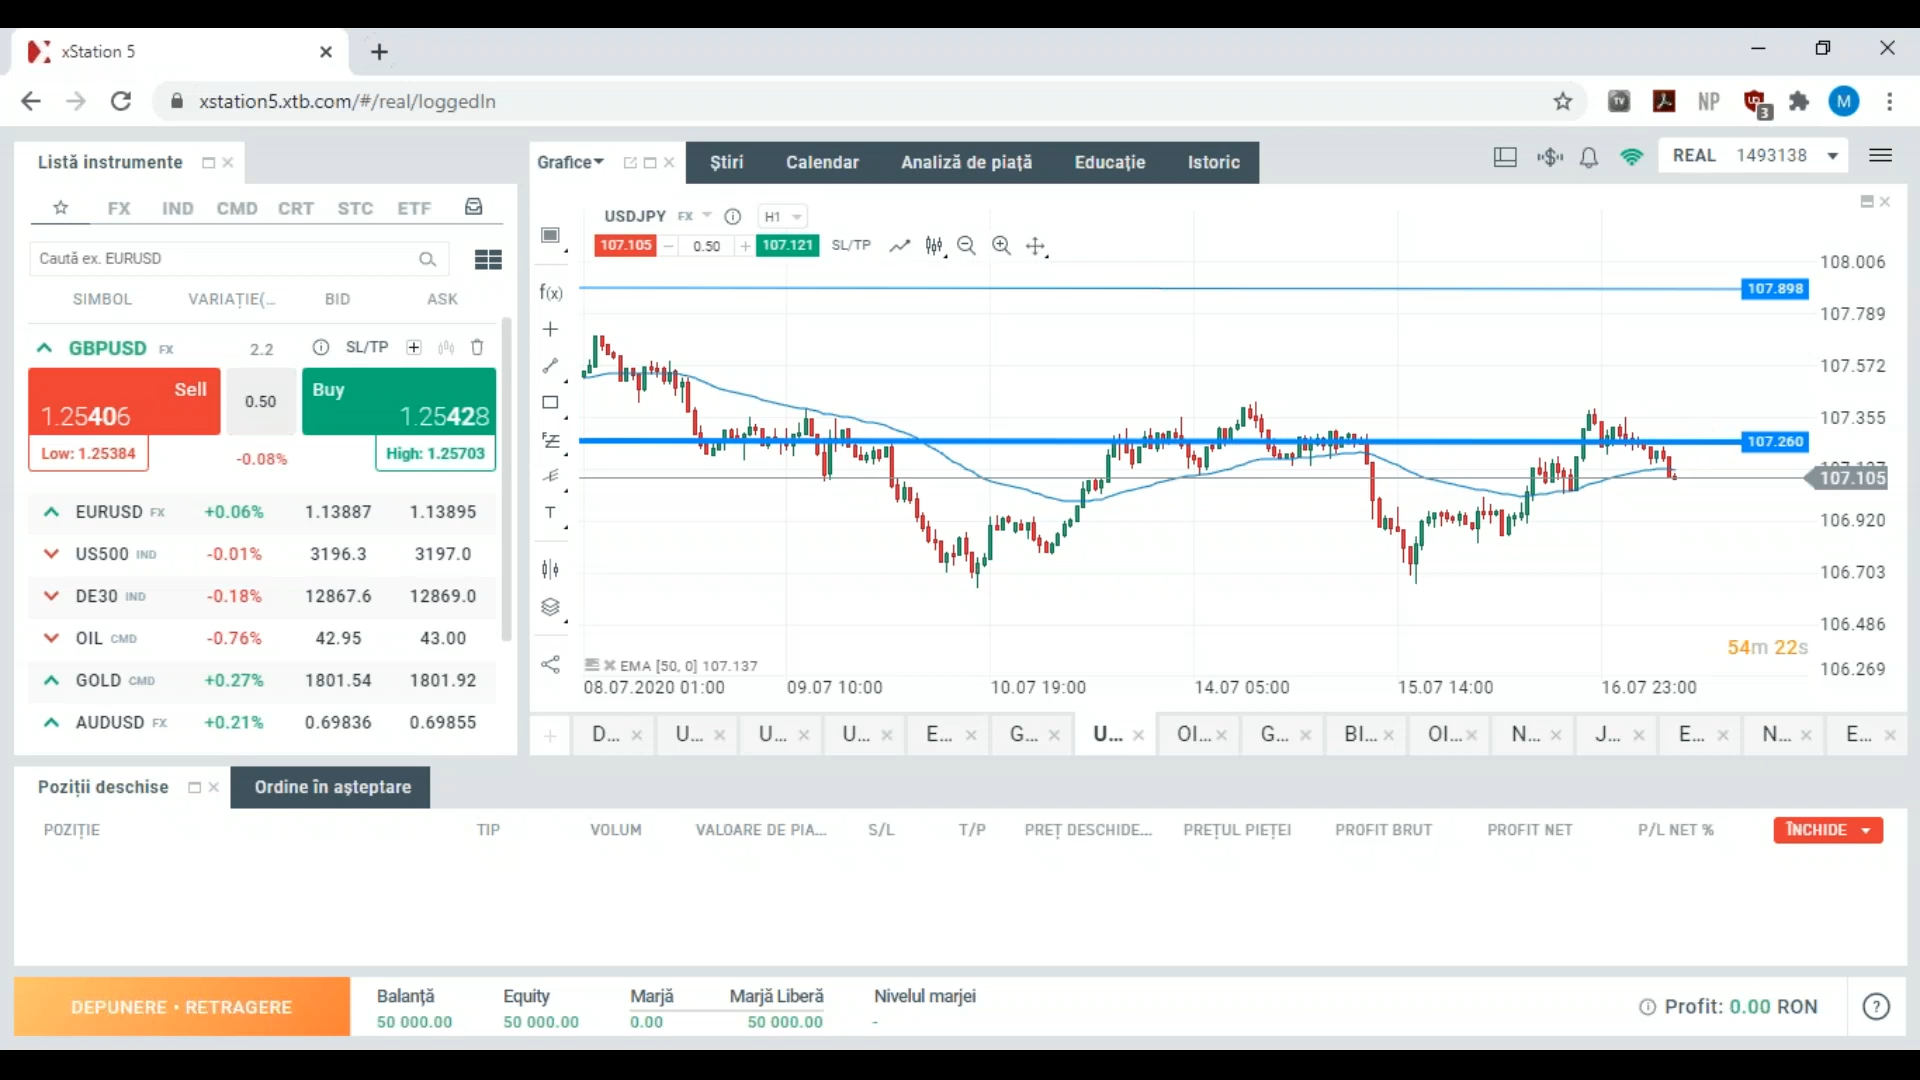 xStation 5
xstation5.xtb.com/#/real/loggedIn
NP
3
M
Listă instrumente
Grafice
Știri
Calendar
Analiză de piață
Educație
Istoric
REAL 1493138
FX IND CMD CRT STC ETF
Caută ex. EURUSD
SIMBOL VARIAȚIE(... BID ASK
GBPUSD FX 2.2 SL/TP
Sell
1.25406
0.50
Buy
1.25428
Low: 1.25384
-0.08%
High: 1.25703
EURUSD FX +0.06% 1.13887 1.13895
US500 IND -0.01% 3196.3 3197.0
DE30 IND -0.18% 12867.6 12869.0
OIL CMD -0.76% 42.95 43.00
GOLD CMD +0.27% 1801.54 1801.92
AUDUSD FX +0.21% 0.69836 0.69855
USDJPY FX H1
107.105 0.50 107.121 SL/TP
f(x)
T
108.006
107.898
107.789
107.572
107.355
107.260
107.105
106.920
106.703
106.486
106.269
54m 22s
EMA [50, 0] 107.137
08.07.2020 01:00 09.07 10:00 10.07 19:00 14.07 05:00 15.07 14:00 16.07 23:00
D... U... U... U... E... G... U... OI... G... BI... OI... N... J... E... N... E...
Poziții deschise
Ordine în așteptare
POZIȚIE TIP VOLUM VALOARE DE PIA... S/L T/P PREȚ DESCHIDE... PREȚUL PIEȚEI PROFIT BRUT PROFIT NET P/L NET % ÎNCHIDE
DEPUNERE • RETRAGERE
Balanță Equity Marjă Marjă Liberă Nivelul marjei
50 000.00 50 000.00 0.00 50 000.00 -
Profit: 0.00 RON